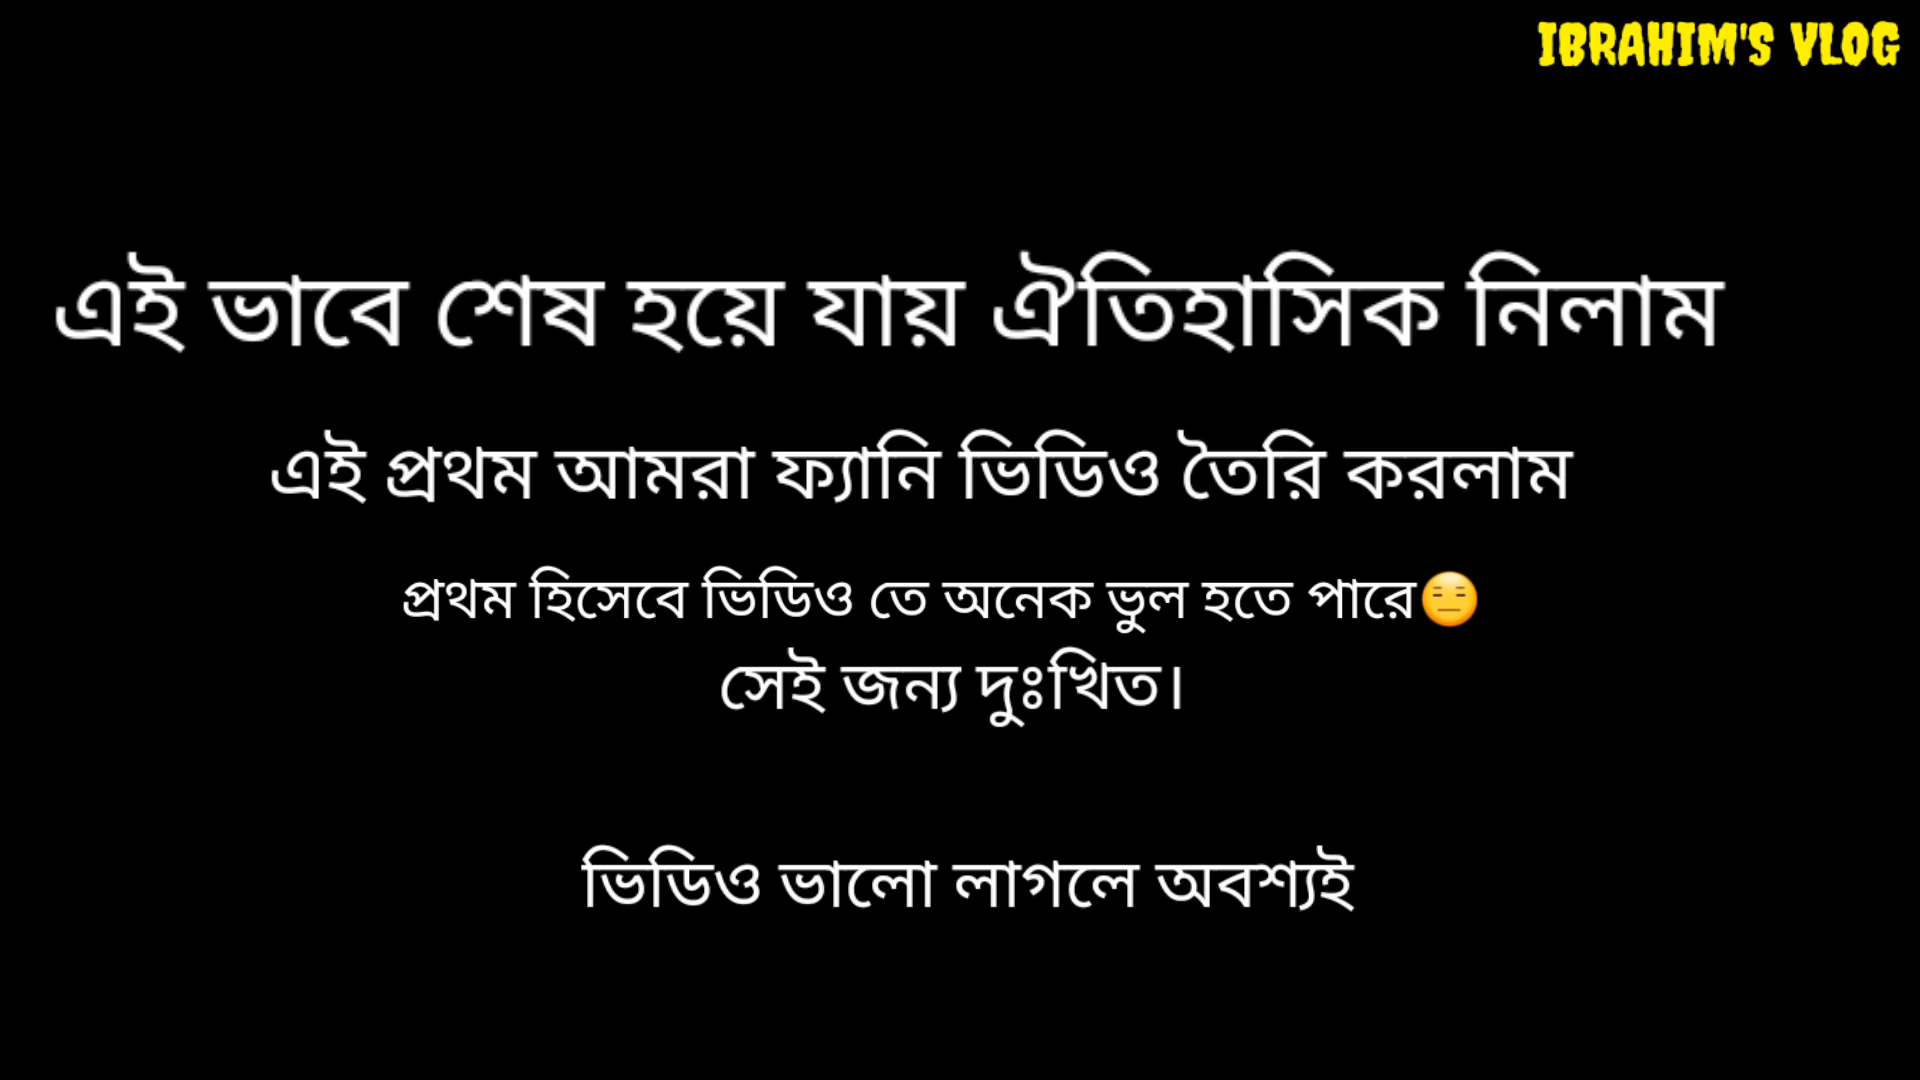 IBRAHIM'S VLOG
এই ভাবে শেষ হয়ে যায় ঐতিহাসিক নিলাম
এই প্রথম আমরা ফ্যানি ভিডিও তৈরি করলাম
প্রথম হিসেবে ভিডিও তে অনেক ভুল হতে পারে😑
সেই জন্য দুঃখিত।
ভিডিও ভালো লাগলে অবশ্যই